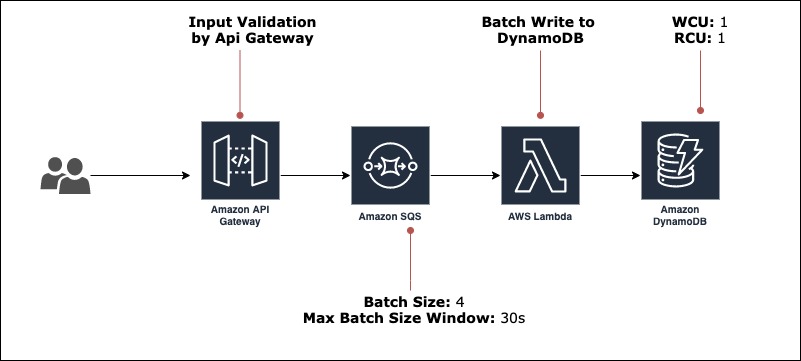 Input Validation
by Api Gateway
Batch Write to
DynamoDB
WCU: 1
RCU: 1
</>
Amazon API
Gateway
Amazon SQS
AWS Lambda
Amazon
DynamoDB
Batch Size: 4
Max Batch Size Window: 30s